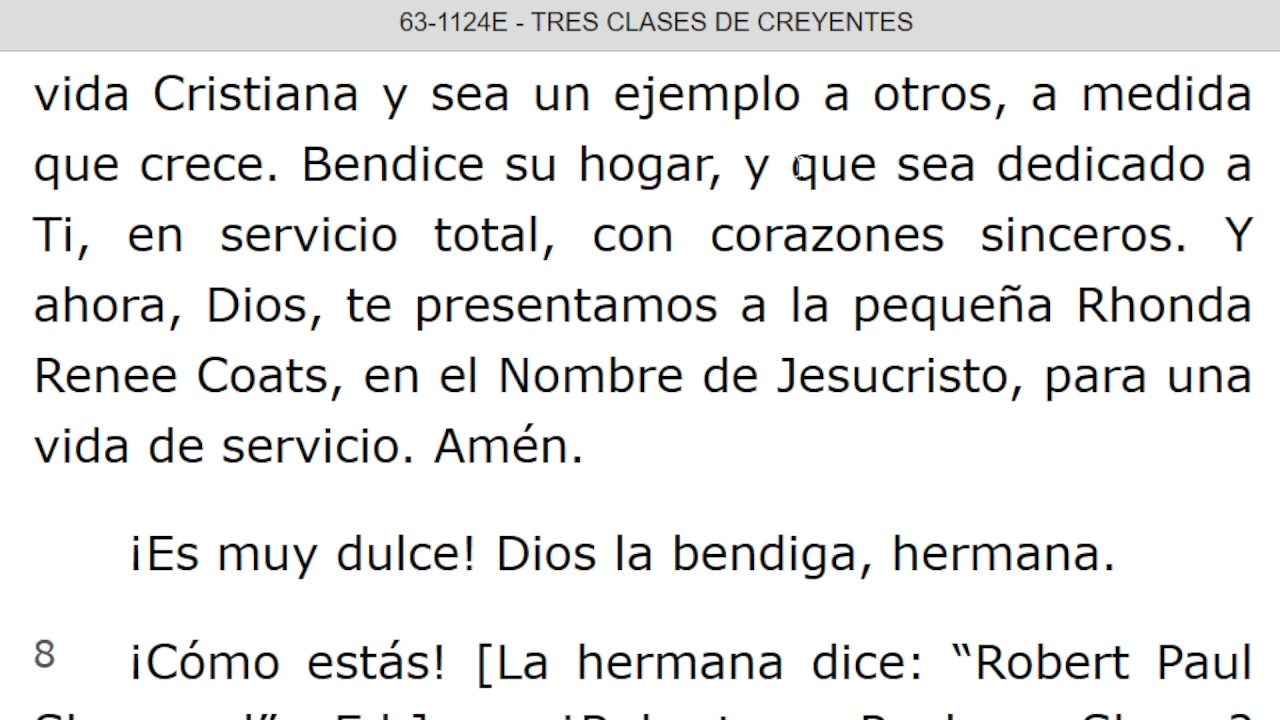 63-1124E - TRES CLASES DE CREYENTES
vida Cristiana y sea un ejemplo a otros, a medida
que crece. Bendice su hogar, y que sea dedicado a
Ti, en servicio total, con corazones sinceros. Y
ahora, Dios, te presentamos a la pequeña Rhonda
Renee Coats, en el Nombre de Jesucristo, para una
vida de servicio. Amén.
¡Es muy dulce! Dios la bendiga, hermana.
8 ¡Cómo estás! [La hermana dice: “Robert Paul